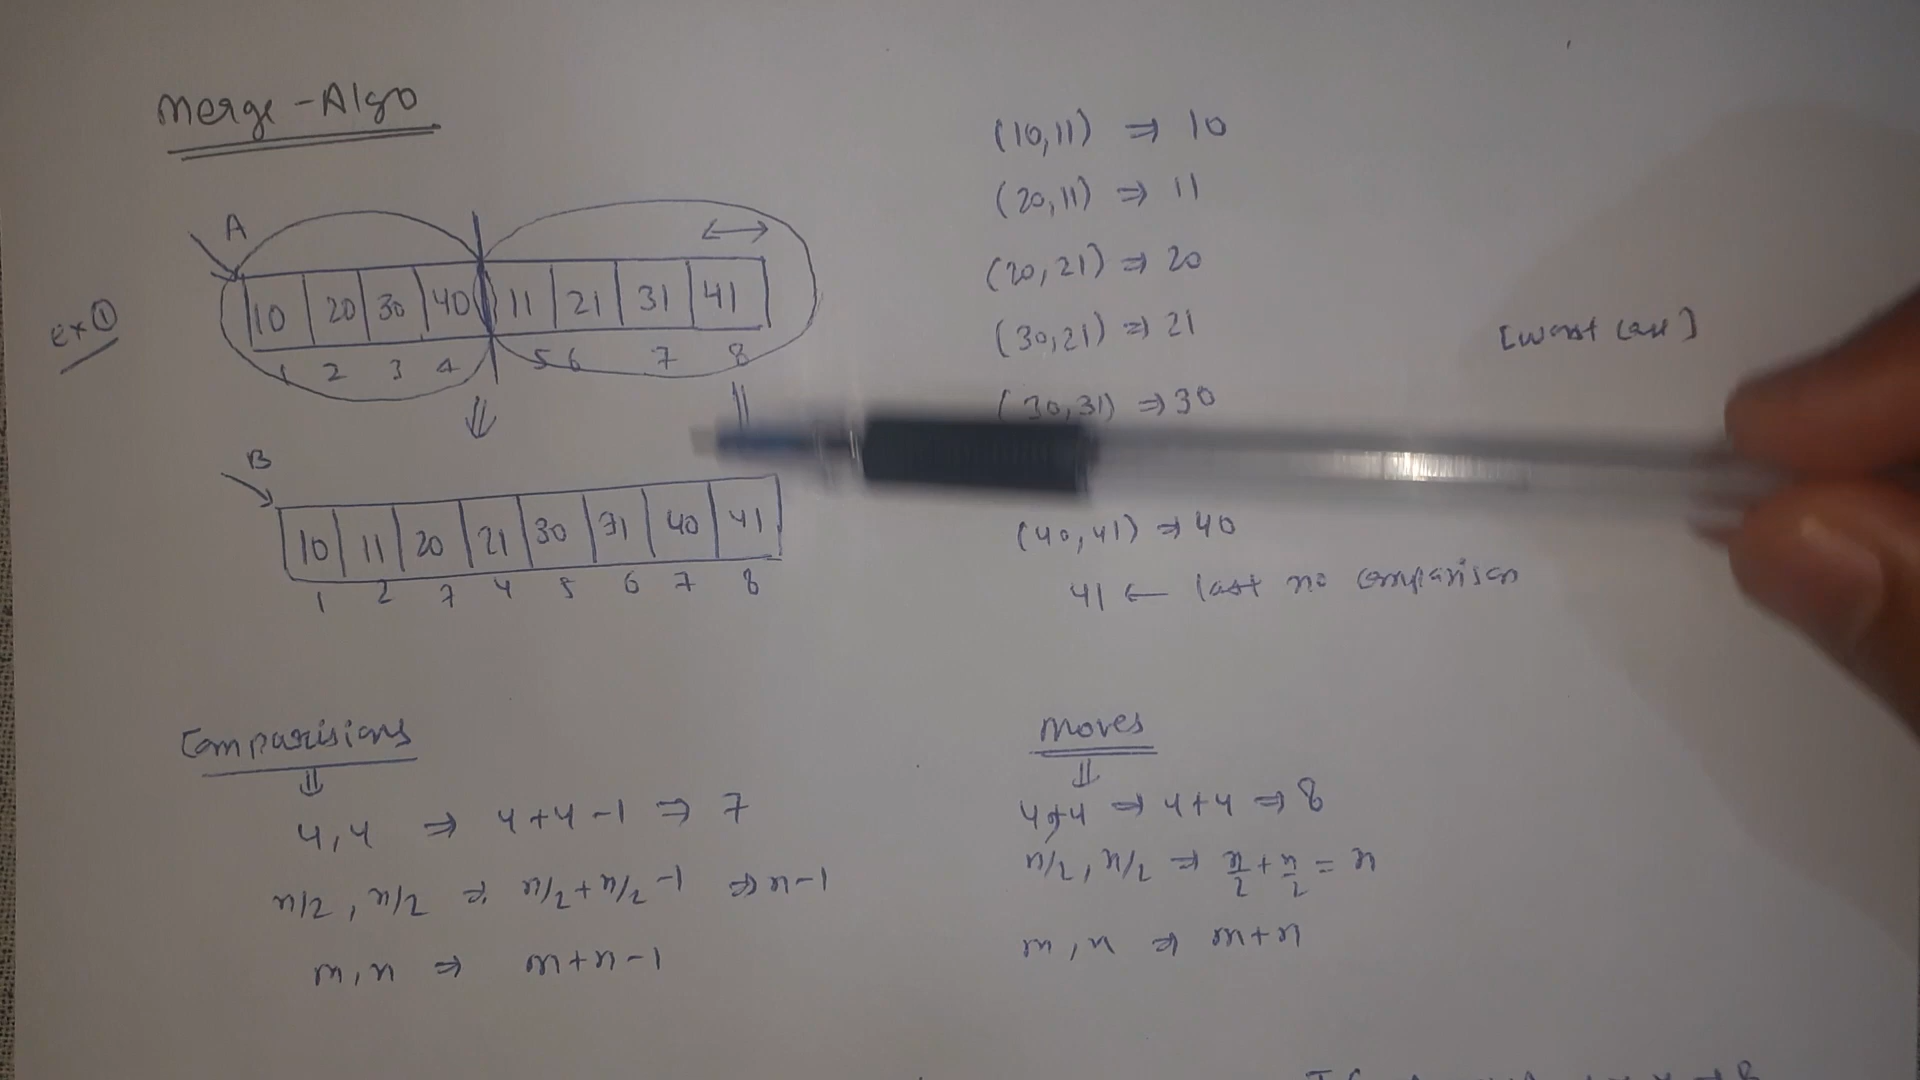 Merge - Algo
A
ex ①
10 20 30 40 11 21 31 41
1 2 3 4 5 6 7 8
B
10 11 20 21 30 31 40 41
1 2 3 4 5 6 7 8
(10,11) ⇒ 10
(20,11) ⇒ 11
(20,21) ⇒ 20
(30,21) ⇒ 21
(30,31) ⇒ 30
(40,41) ⇒ 40
41 ← last no comparison
[worst case]
Comparisions
⇓
4,4 ⇒ 4+4-1 ⇒ 7
n/2, n/2 ⇒ n/2+n/2-1 ⇒ n-1
m,n ⇒ m+n-1
Moves
⇓
4,4 ⇒ 4+4 ⇒ 8
n/2, n/2 ⇒ n/2 + n/2 = n
m,n ⇒ m+n